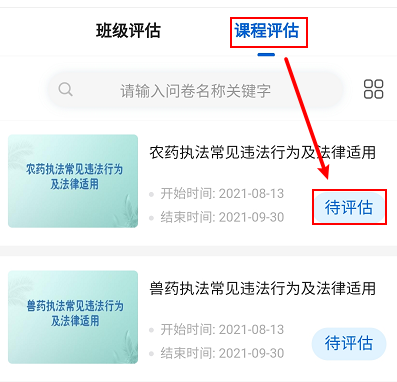 班级评估 课程评估
请输入问卷名称关键字
农药执法常见违法行为
及法律适用
农药执法常见违法行为及法律适用
开始时间: 2021-08-13
结束时间: 2021-09-30
待评估
兽药执法常见违法行为
及法律适用
兽药执法常见违法行为及法律适用
开始时间: 2021-08-13
结束时间: 2021-09-30
待评估